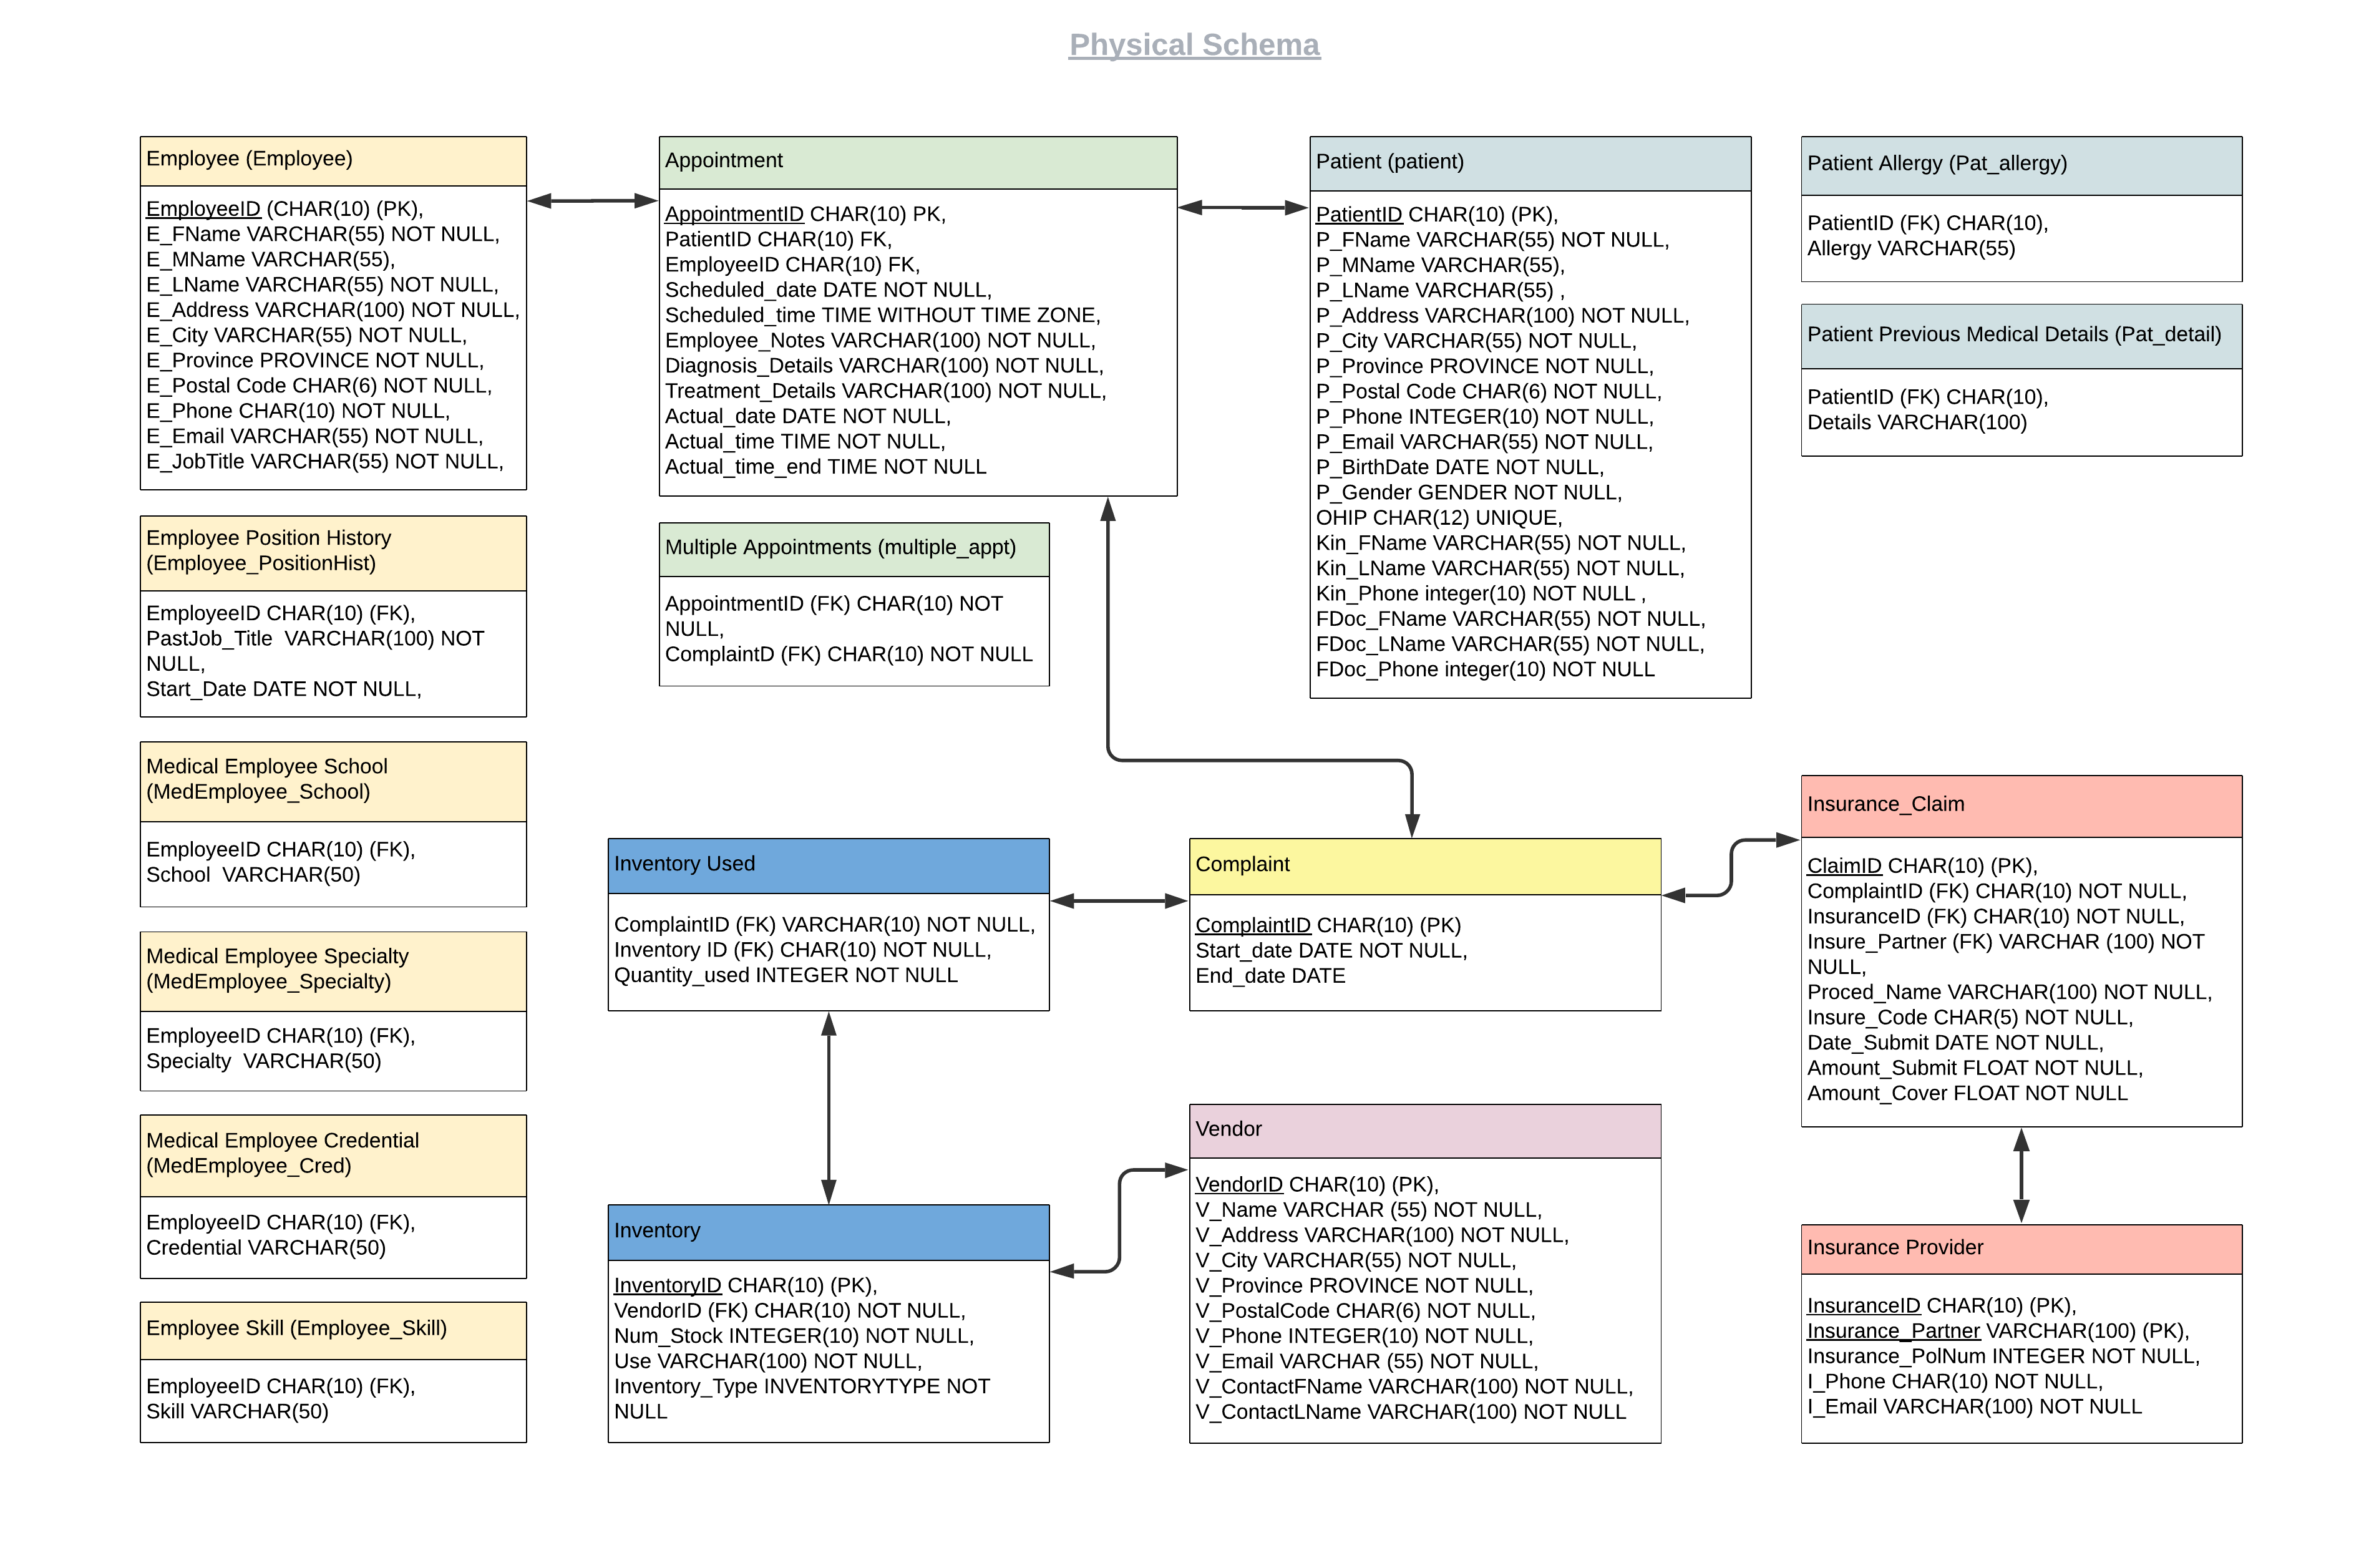 Physical Schema
Employee (Employee)
EmployeeID (CHAR(10) (PK),
E_FName VARCHAR(55) NOT NULL,
E_MName VARCHAR(55),
E_LName VARCHAR(55) NOT NULL,
E_Address VARCHAR(100) NOT NULL,
E_City VARCHAR(55) NOT NULL,
E_Province PROVINCE NOT NULL,
E_Postal Code CHAR(6) NOT NULL,
E_Phone CHAR(10) NOT NULL,
E_Email VARCHAR(55) NOT NULL,
E_JobTitle VARCHAR(55) NOT NULL,
Employee Position History
(Employee_PositionHist)
EmployeeID CHAR(10) (FK),
PastJob_Title  VARCHAR(100) NOT
NULL,
Start_Date DATE NOT NULL,
Medical Employee School
(MedEmployee_School)
EmployeeID CHAR(10) (FK),
School  VARCHAR(50)
Medical Employee Specialty
(MedEmployee_Specialty)
EmployeeID CHAR(10) (FK),
Specialty  VARCHAR(50)
Medical Employee Credential
(MedEmployee_Cred)
EmployeeID CHAR(10) (FK),
Credential VARCHAR(50)
Employee Skill (Employee_Skill)
EmployeeID CHAR(10) (FK),
Skill VARCHAR(50)
Appointment
AppointmentID CHAR(10) PK,
PatientID CHAR(10) FK,
EmployeeID CHAR(10) FK,
Scheduled_date DATE NOT NULL,
Scheduled_time TIME WITHOUT TIME ZONE,
Employee_Notes VARCHAR(100) NOT NULL,
Diagnosis_Details VARCHAR(100) NOT NULL,
Treatment_Details VARCHAR(100) NOT NULL,
Actual_date DATE NOT NULL,
Actual_time TIME NOT NULL,
Actual_time_end TIME NOT NULL
Multiple Appointments (multiple_appt)
AppointmentID (FK) CHAR(10) NOT
NULL,
ComplaintD (FK) CHAR(10) NOT NULL
Patient (patient)
PatientID CHAR(10) (PK),
P_FName VARCHAR(55) NOT NULL,
P_MName VARCHAR(55),
P_LName VARCHAR(55) ,
P_Address VARCHAR(100) NOT NULL,
P_City VARCHAR(55) NOT NULL,
P_Province PROVINCE NOT NULL,
P_Postal Code CHAR(6) NOT NULL,
P_Phone INTEGER(10) NOT NULL,
P_Email VARCHAR(55) NOT NULL,
P_BirthDate DATE NOT NULL,
P_Gender GENDER NOT NULL,
OHIP CHAR(12) UNIQUE,
Kin_FName VARCHAR(55) NOT NULL,
Kin_LName VARCHAR(55) NOT NULL,
Kin_Phone integer(10) NOT NULL ,
FDoc_FName VARCHAR(55) NOT NULL,
FDoc_LName VARCHAR(55) NOT NULL,
FDoc_Phone integer(10) NOT NULL
Patient Allergy (Pat_allergy)
PatientID (FK) CHAR(10),
Allergy VARCHAR(55)
Patient Previous Medical Details (Pat_detail)
PatientID (FK) CHAR(10),
Details VARCHAR(100)
Inventory Used
ComplaintID (FK) VARCHAR(10) NOT NULL,
Inventory ID (FK) CHAR(10) NOT NULL,
Quantity_used INTEGER NOT NULL
Complaint
ComplaintID CHAR(10) (PK)
Start_date DATE NOT NULL,
End_date DATE
Insurance_Claim
ClaimID CHAR(10) (PK),
ComplaintID (FK) CHAR(10) NOT NULL,
InsuranceID (FK) CHAR(10) NOT NULL,
Insure_Partner (FK) VARCHAR (100) NOT
NULL,
Proced_Name VARCHAR(100) NOT NULL,
Insure_Code CHAR(5) NOT NULL,
Date_Submit DATE NOT NULL,
Amount_Submit FLOAT NOT NULL,
Amount_Cover FLOAT NOT NULL
Inventory
InventoryID CHAR(10) (PK),
VendorID (FK) CHAR(10) NOT NULL,
Num_Stock INTEGER(10) NOT NULL,
Use VARCHAR(100) NOT NULL,
Inventory_Type INVENTORYTYPE NOT
NULL
Vendor
VendorID CHAR(10) (PK),
V_Name VARCHAR (55) NOT NULL,
V_Address VARCHAR(100) NOT NULL,
V_City VARCHAR(55) NOT NULL,
V_Province PROVINCE NOT NULL,
V_PostalCode CHAR(6) NOT NULL,
V_Phone INTEGER(10) NOT NULL,
V_Email VARCHAR (55) NOT NULL,
V_ContactFName VARCHAR(100) NOT NULL,
V_ContactLName VARCHAR(100) NOT NULL
Insurance Provider
InsuranceID CHAR(10) (PK),
Insurance_Partner VARCHAR(100) (PK),
Insurance_PolNum INTEGER NOT NULL,
I_Phone CHAR(10) NOT NULL,
I_Email VARCHAR(100) NOT NULL